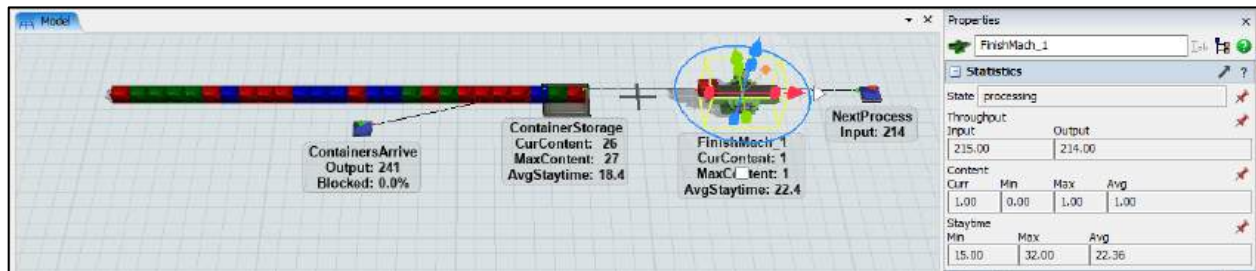 Model
Properties
FinishMach_1
Statistics
State processing
Throughput
Input Output
215.00 214.00
Content
Curr Min Max Avg
1.00 0.00 1.00 1.00
Staytime
Min Max Avg
15.00 32.00 22.36
ContainersArrive
Output: 241
Blocked: 0.0%
ContainerStorage
CurContent: 26
MaxContent: 27
AvgStaytime: 18.4
FinishMach_1
CurContent: 1
MaxContent: 1
AvgStaytime: 22.4
NextProcess
Input: 214